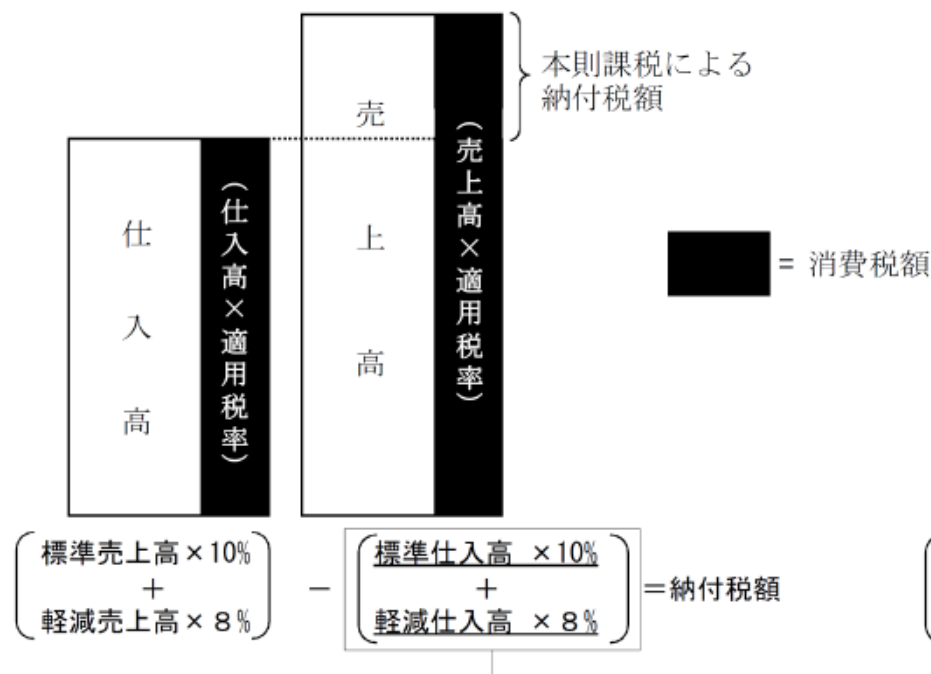 本則課税による
納付税額
仕入高
(仕入高×適用税率)
売上高
(売上高×適用税率)
= 消費税額
標準売上高×10%
+
軽減売上高×8%
−
標準仕入高 ×10%
+
軽減仕入高 ×8%
=納付税額